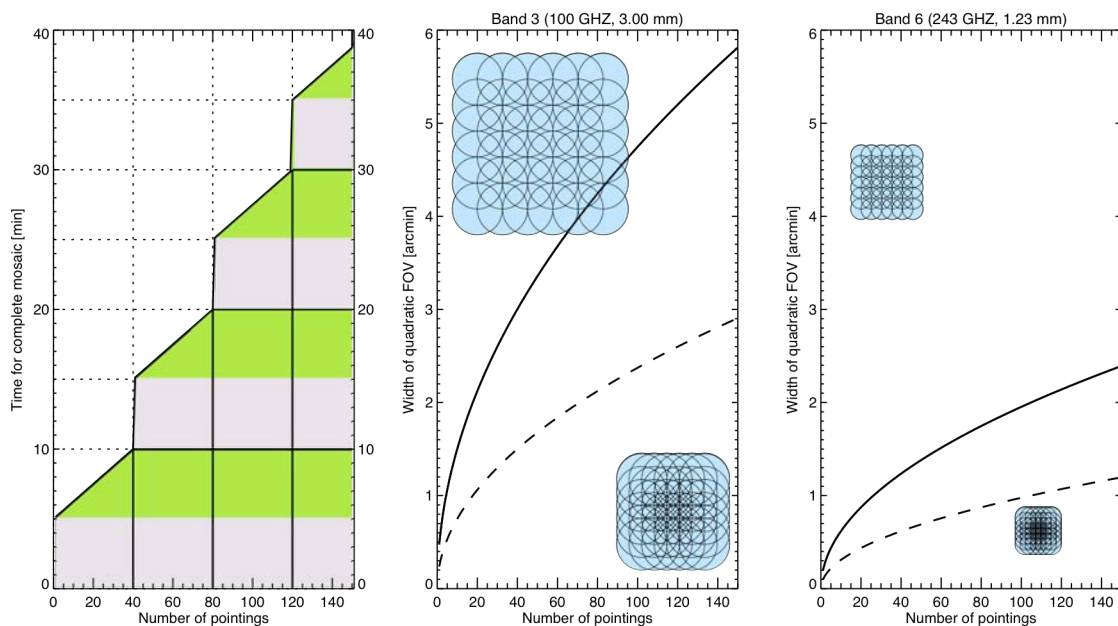 Band 3 (100 GHZ, 3.00 mm)
Band 6 (243 GHZ, 1.23 mm)
Time for complete mosaic [min]
40
30
20
10
0
40
30
20
10
0
0 20 40 60 80 100 120 140
Number of pointings
Width of quadratic FOV [arcmin]
6
5
4
3
2
1
0
0 20 40 60 80 100 120 140
Number of pointings
Width of quadratic FOV [arcmin]
6
5
4
3
2
1
0
0 20 40 60 80 100 120 140
Number of pointings